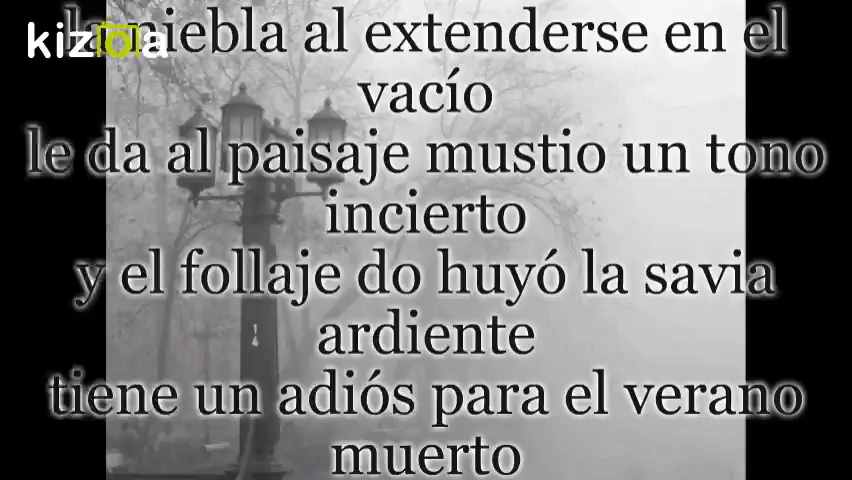 kizoa
la niebla al extenderse en el
vacío
le da al paisaje mustio un tono
incierto
y el follaje do huyó la savia
ardiente
tiene un adiós para el verano
muerto